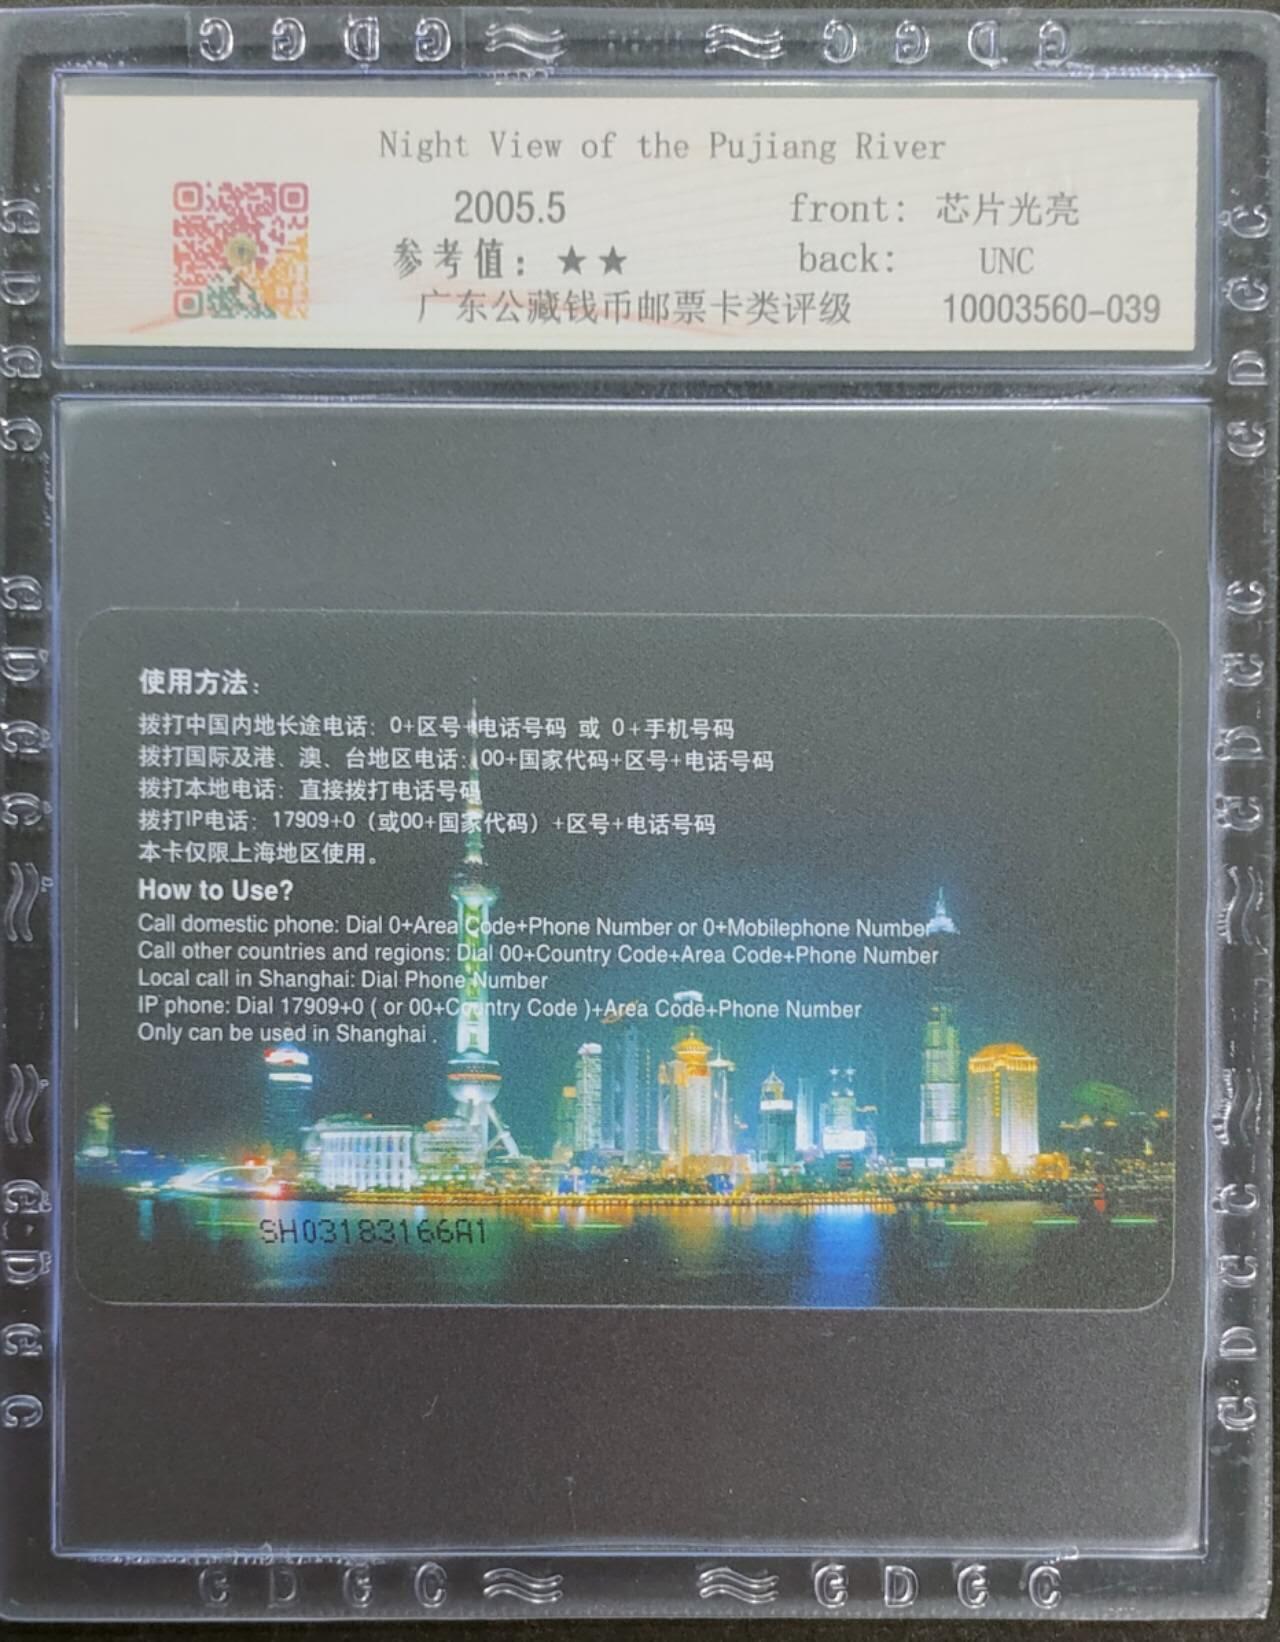 GDGC
CGDG
Night View of the Pujiang River
2005.5 front: 芯片光亮
参考值：★★ back: UNC
广东公藏钱币邮票卡类评级 10003560-039
使用方法：
拨打中国内地长途电话：0+区号+电话号码 或 0+手机号码
拨打国际及港、澳、台地区电话：00+国家代码+区号+电话号码
拨打本地电话：直接拨打电话号码
拨打IP电话：17909+0（或00+国家代码）+区号+电话号码
本卡仅限上海地区使用。
How to Use?
Call domestic phone: Dial 0+Area Code+Phone Number or 0+Mobilephone Number
Call other countries and regions: Dial 00+Country Code+Area Code+Phone Number
Local call in Shanghai: Dial Phone Number
IP phone: Dial 17909+0 ( or 00+Country Code )+Area Code+Phone Number
Only can be used in Shanghai .
SH03183166A1
GDGC
GDGC